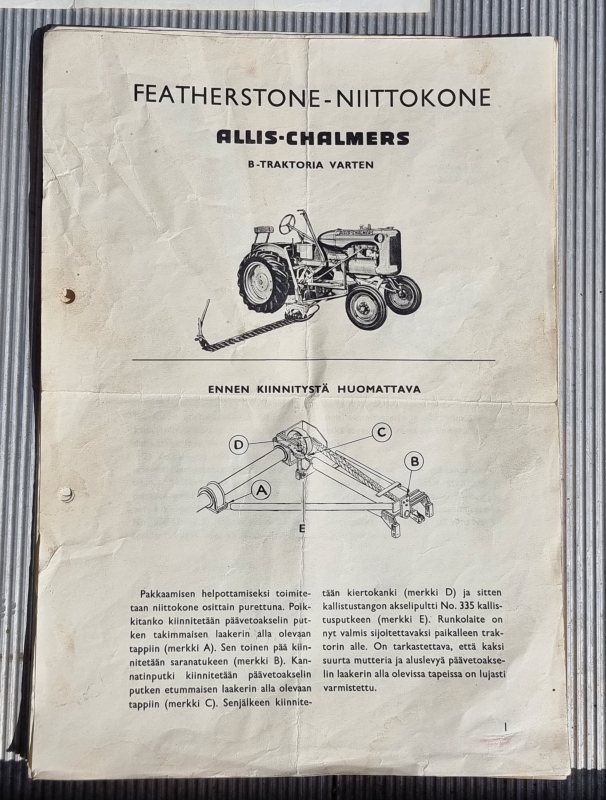 FEATHERSTONE-NIITTOKONE
ALLIS-CHALMERS
B-TRAKTORIA VARTEN
ALLIS-CHALMERS
ENNEN KIINNITYSTÄ HUOMATTAVA
D
C
B
A
E
Pakkaamisen helpottamiseksi toimite-
taan niittokone osittain purettuna. Poik-
kitanko kiinnitetään päävetoakselin put-
ken takimmaisen laakerin alla olevaan
tappiin (merkki A). Sen toinen pää kiin-
nitetään saranatukeen (merkki B). Kan-
natinputki kiinnitetään päävetoakselin
putken etummaisen laakerin alla olevaan
tappiin (merkki C). Senjälkeen kiinnite-
tään kiertokanki (merkki D) ja sitten
kallistustangon akselipultti No. 335 kallis-
tusputkeen (merkki E). Runkolaite on
nyt valmis sijoitettavaksi paikalleen trak-
torin alle. On tarkastettava, että kaksi
suurta mutteria ja aluslevyä päävetoakse-
lin laakerin alla olevissa tapeissa on lujasti
varmistettu.
1